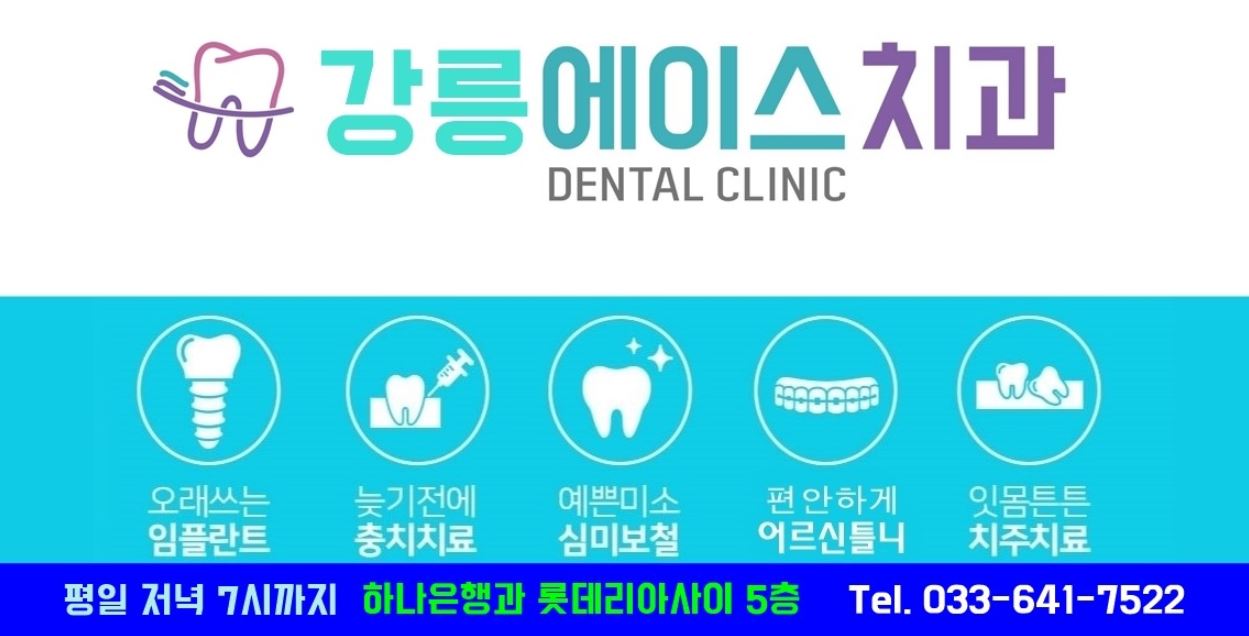 강릉에이스치과
DENTAL CLINIC
오래쓰는
임플란트
늦기전에
충치치료
예쁜미소
심미보철
편안하게
어르신틀니
잇몸튼튼
치주치료
평일 저녁 7시까지 하나은행과 롯데리아사이 5층 Tel. 033-641-7522